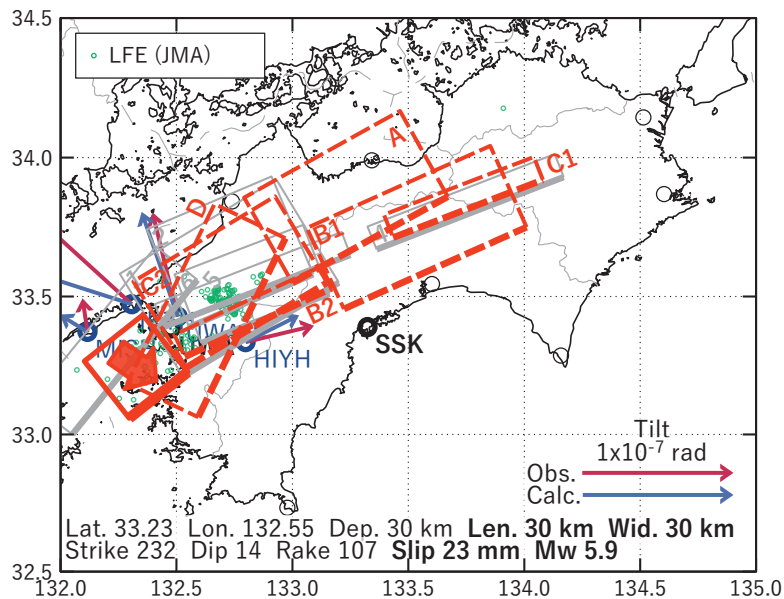 34.5
LFE (JMA)
A
34.0
C1
D
B1
C2
33.5
B2
HIYH
SSK
33.0
Tilt
1x10⁻⁷ rad
Obs.
Calc.
Lat. 33.23 Lon. 132.55 Dep. 30 km Len. 30 km Wid. 30 km
Strike 232 Dip 14 Rake 107 Slip 23 mm Mw 5.9
32.5
132.0 132.5 133.0 133.5 134.0 134.5 135.0